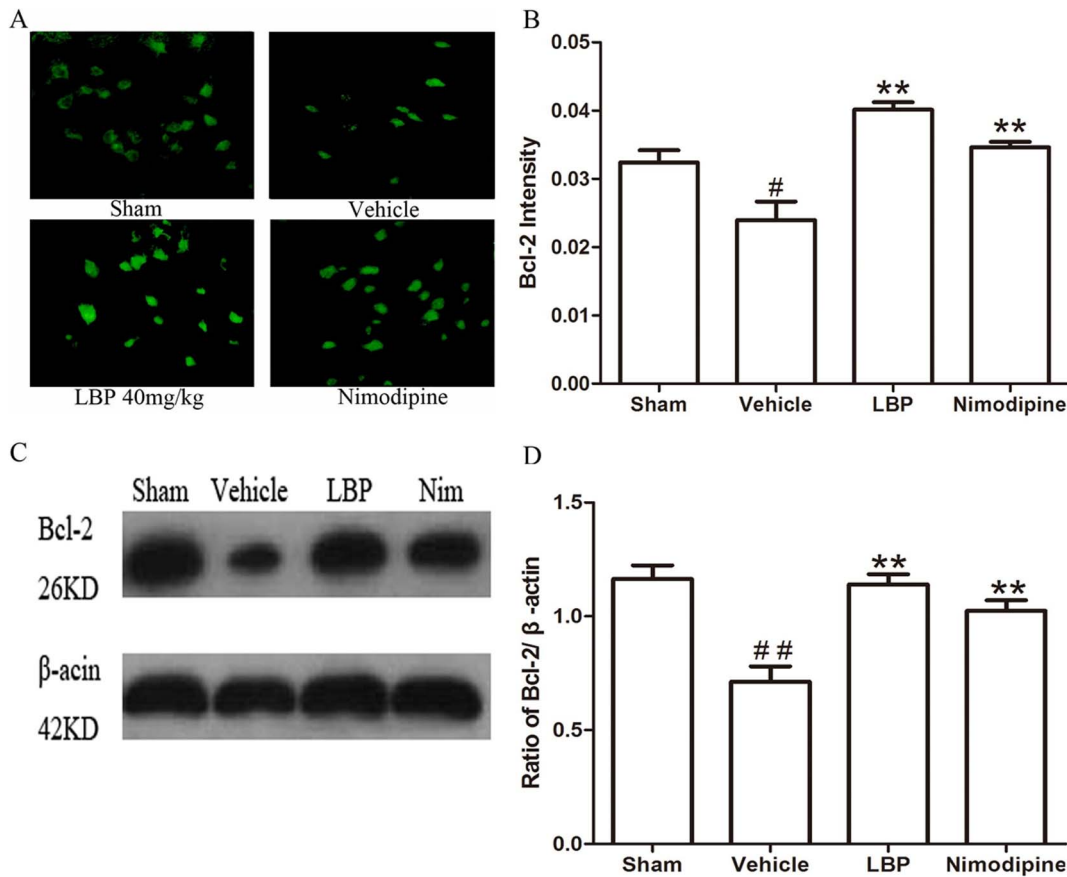 A
Sham
Vehicle
LBP 40mg/kg
Nimodipine
B
Bcl-2 Intensity
0.05
0.04
0.03
0.02
0.01
0.00
#
**
**
Sham Vehicle LBP Nimodipine
C
Sham Vehicle LBP Nim
Bcl-2
26KD
β-acin
42KD
D
Ratio of Bcl-2/ β -actin
1.5
1.0
0.5
0.0
# #
**
**
Sham Vehicle LBP Nimodipine